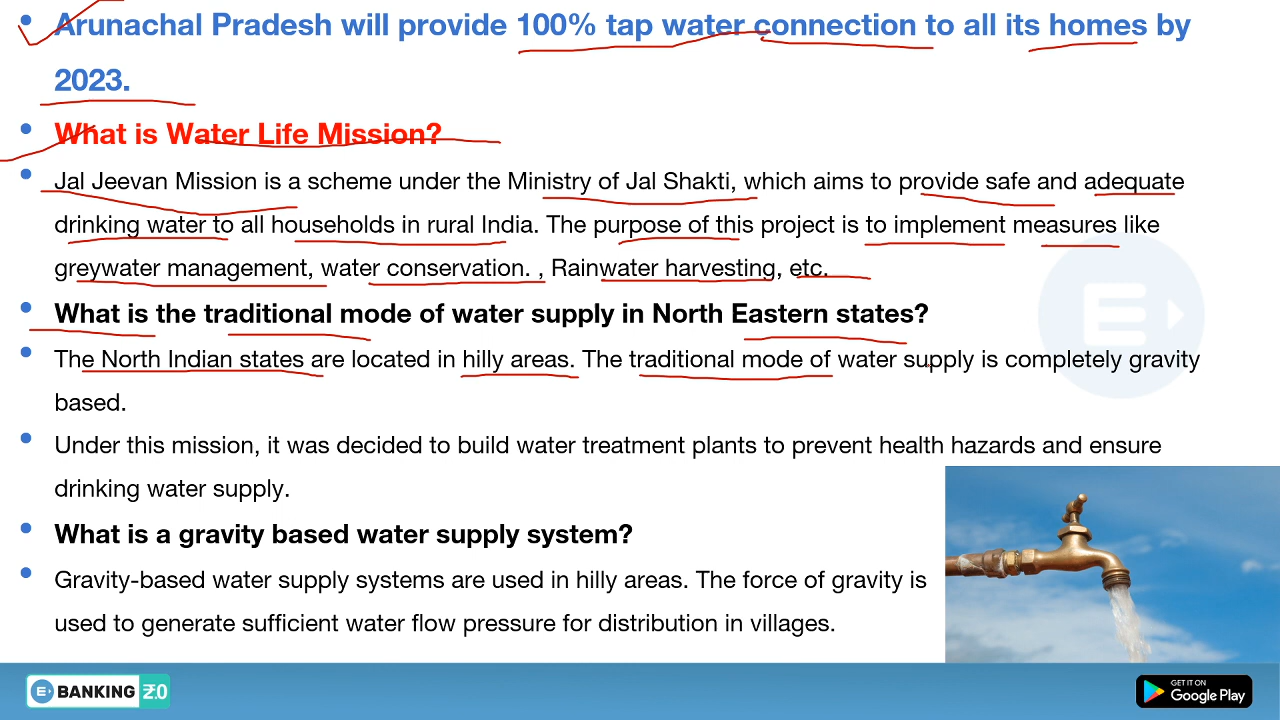 • Arunachal Pradesh will provide 100% tap water connection to all its homes by
2023.
• What is Water Life Mission?
• Jal Jeevan Mission is a scheme under the Ministry of Jal Shakti, which aims to provide safe and adequate
drinking water to all households in rural India. The purpose of this project is to implement measures like
greywater management, water conservation. , Rainwater harvesting, etc.
• What is the traditional mode of water supply in North Eastern states?
• The North Indian states are located in hilly areas. The traditional mode of water supply is completely gravity
based.
• Under this mission, it was decided to build water treatment plants to prevent health hazards and ensure
drinking water supply.
• What is a gravity based water supply system?
• Gravity-based water supply systems are used in hilly areas. The force of gravity is
used to generate sufficient water flow pressure for distribution in villages.
E BANKING ₹2.0
GET IT ON
Google Play